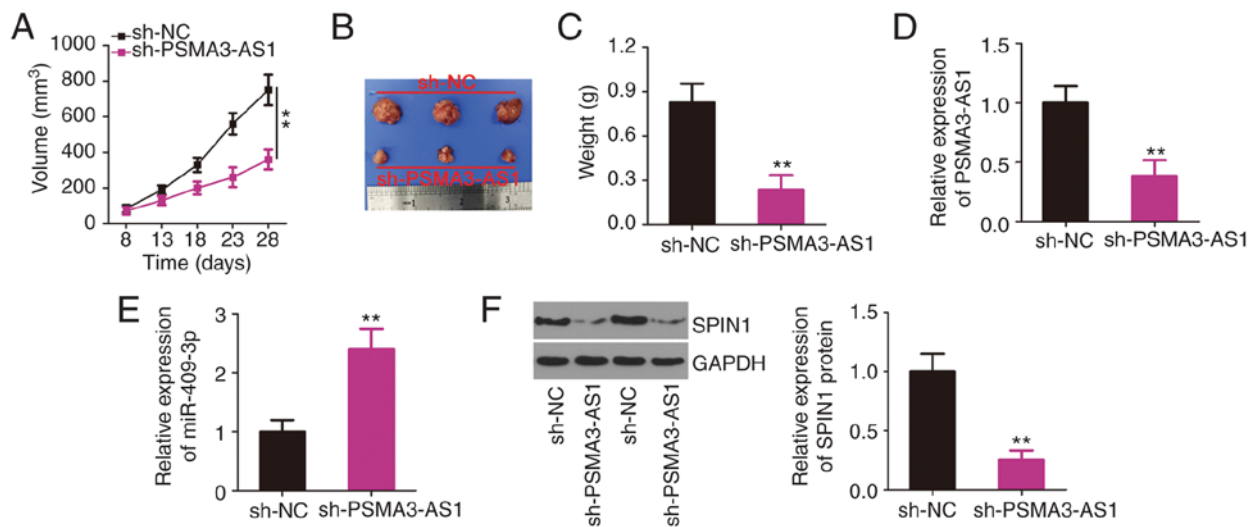 A
sh-NC
sh-PSMA3-AS1
Volume (mm³)
1000
800
600
400
200
0
**
8 13 18 23 28
Time (days)
B
sh-NC
sh-PSMA3-AS1
1 2 3
C
Weight (g)
1.2
0.9
0.6
0.3
0.0
**
sh-NC sh-PSMA3-AS1
D
Relative expression
of PSMA3-AS1
1.5
1.0
0.5
0.0
**
sh-NC sh-PSMA3-AS1
E
Relative expression
of miR-409-3p
3
2
1
0
**
sh-NC sh-PSMA3-AS1
F
SPIN1
GAPDH
sh-NC
sh-PSMA3-AS1
sh-NC
sh-PSMA3-AS1
Relative expression
of SPIN1 protein
1.5
1.0
0.5
0.0
**
sh-NC sh-PSMA3-AS1